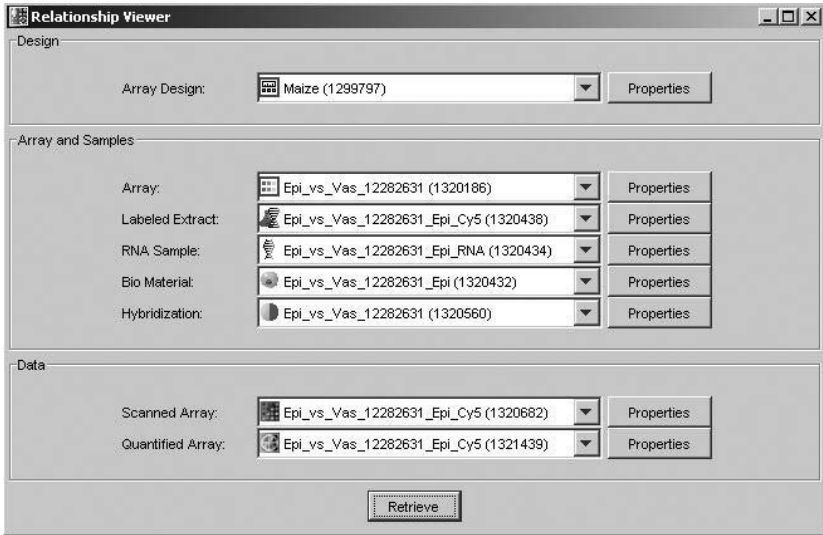 Relationship Viewer
Design
Array Design: Maize (1299797) Properties
Array and Samples
Array: Epi_vs_Vas_12282631 (1320186) Properties
Labeled Extract: Epi_vs_Vas_12282631_Epi_Cy5 (1320438) Properties
RNA Sample: Epi_vs_Vas_12282631_Epi_RNA (1320434) Properties
Bio Material: Epi_vs_Vas_12282631_Epi (1320432) Properties
Hybridization: Epi_vs_Vas_12282631 (1320560) Properties
Data
Scanned Array: Epi_vs_Vas_12282631_Epi_Cy5 (1320682) Properties
Quantified Array: Epi_vs_Vas_12282631_Epi_Cy5 (1321439) Properties
Retrieve